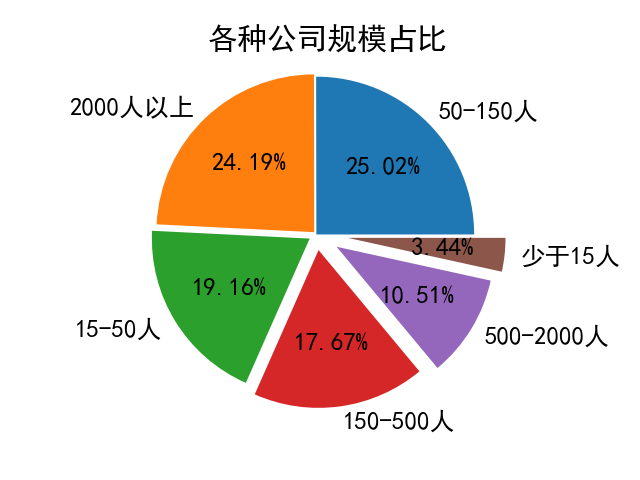 各种公司规模占比
2000人以上
50-150人
24.19%
25.02%
3.44%
少于15人
19.16%
10.51%
15-50人
17.67%
500-2000人
150-500人